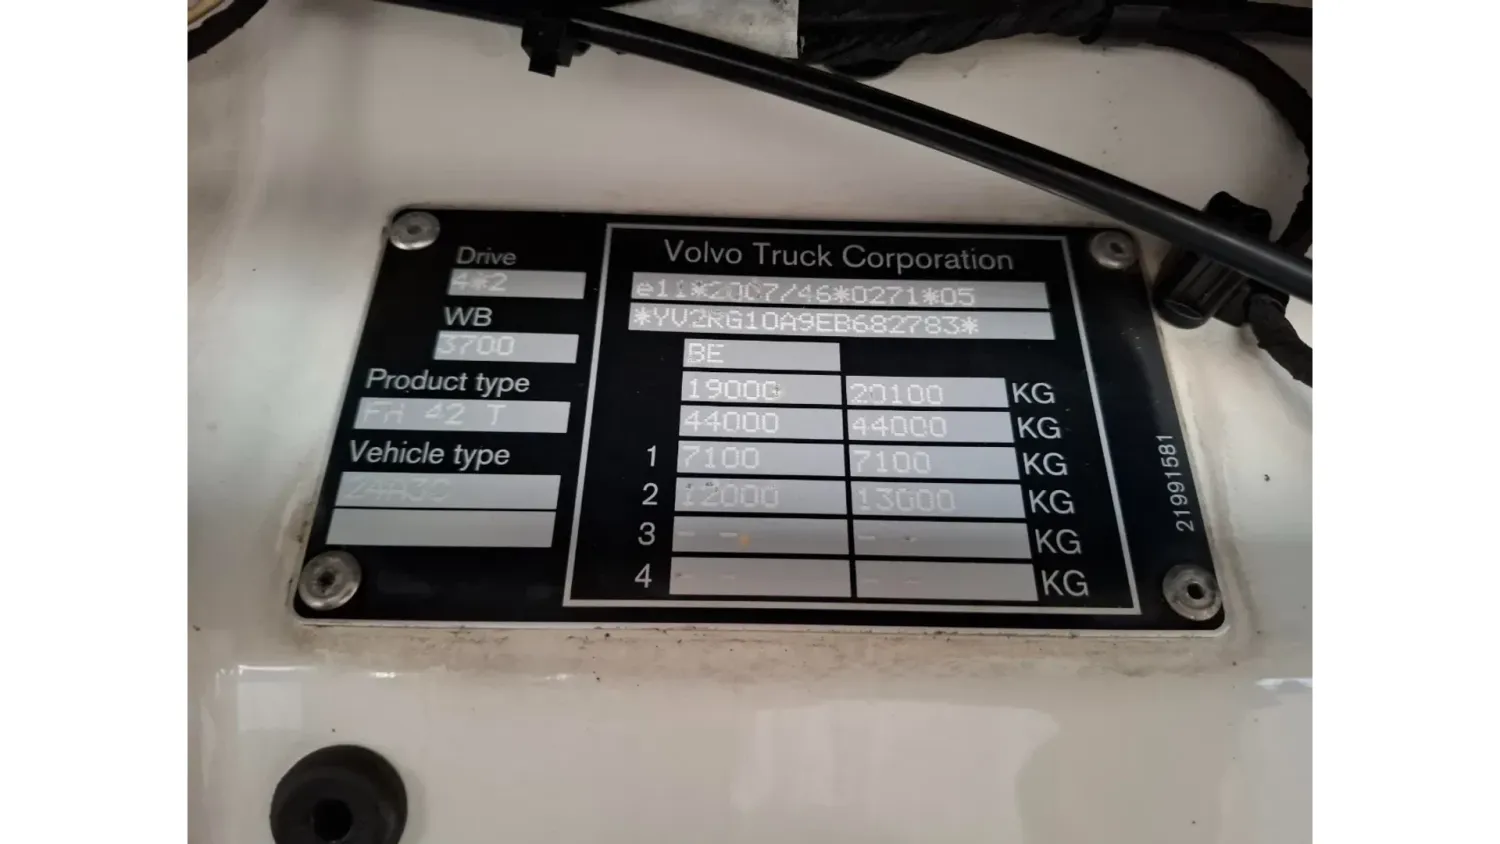 Drive
4*2
WB
3700
Product type
FH 42 T
Vehicle type
Volvo Truck Corporation
e11*2007/46*0271*05
*YV2RG10A9EB682783*
BE
19000 20100 KG
44000 44000 KG
1 7100 7100 KG
2 12000 13000 KG
3 - - - - KG
4 - - - - KG
21991581